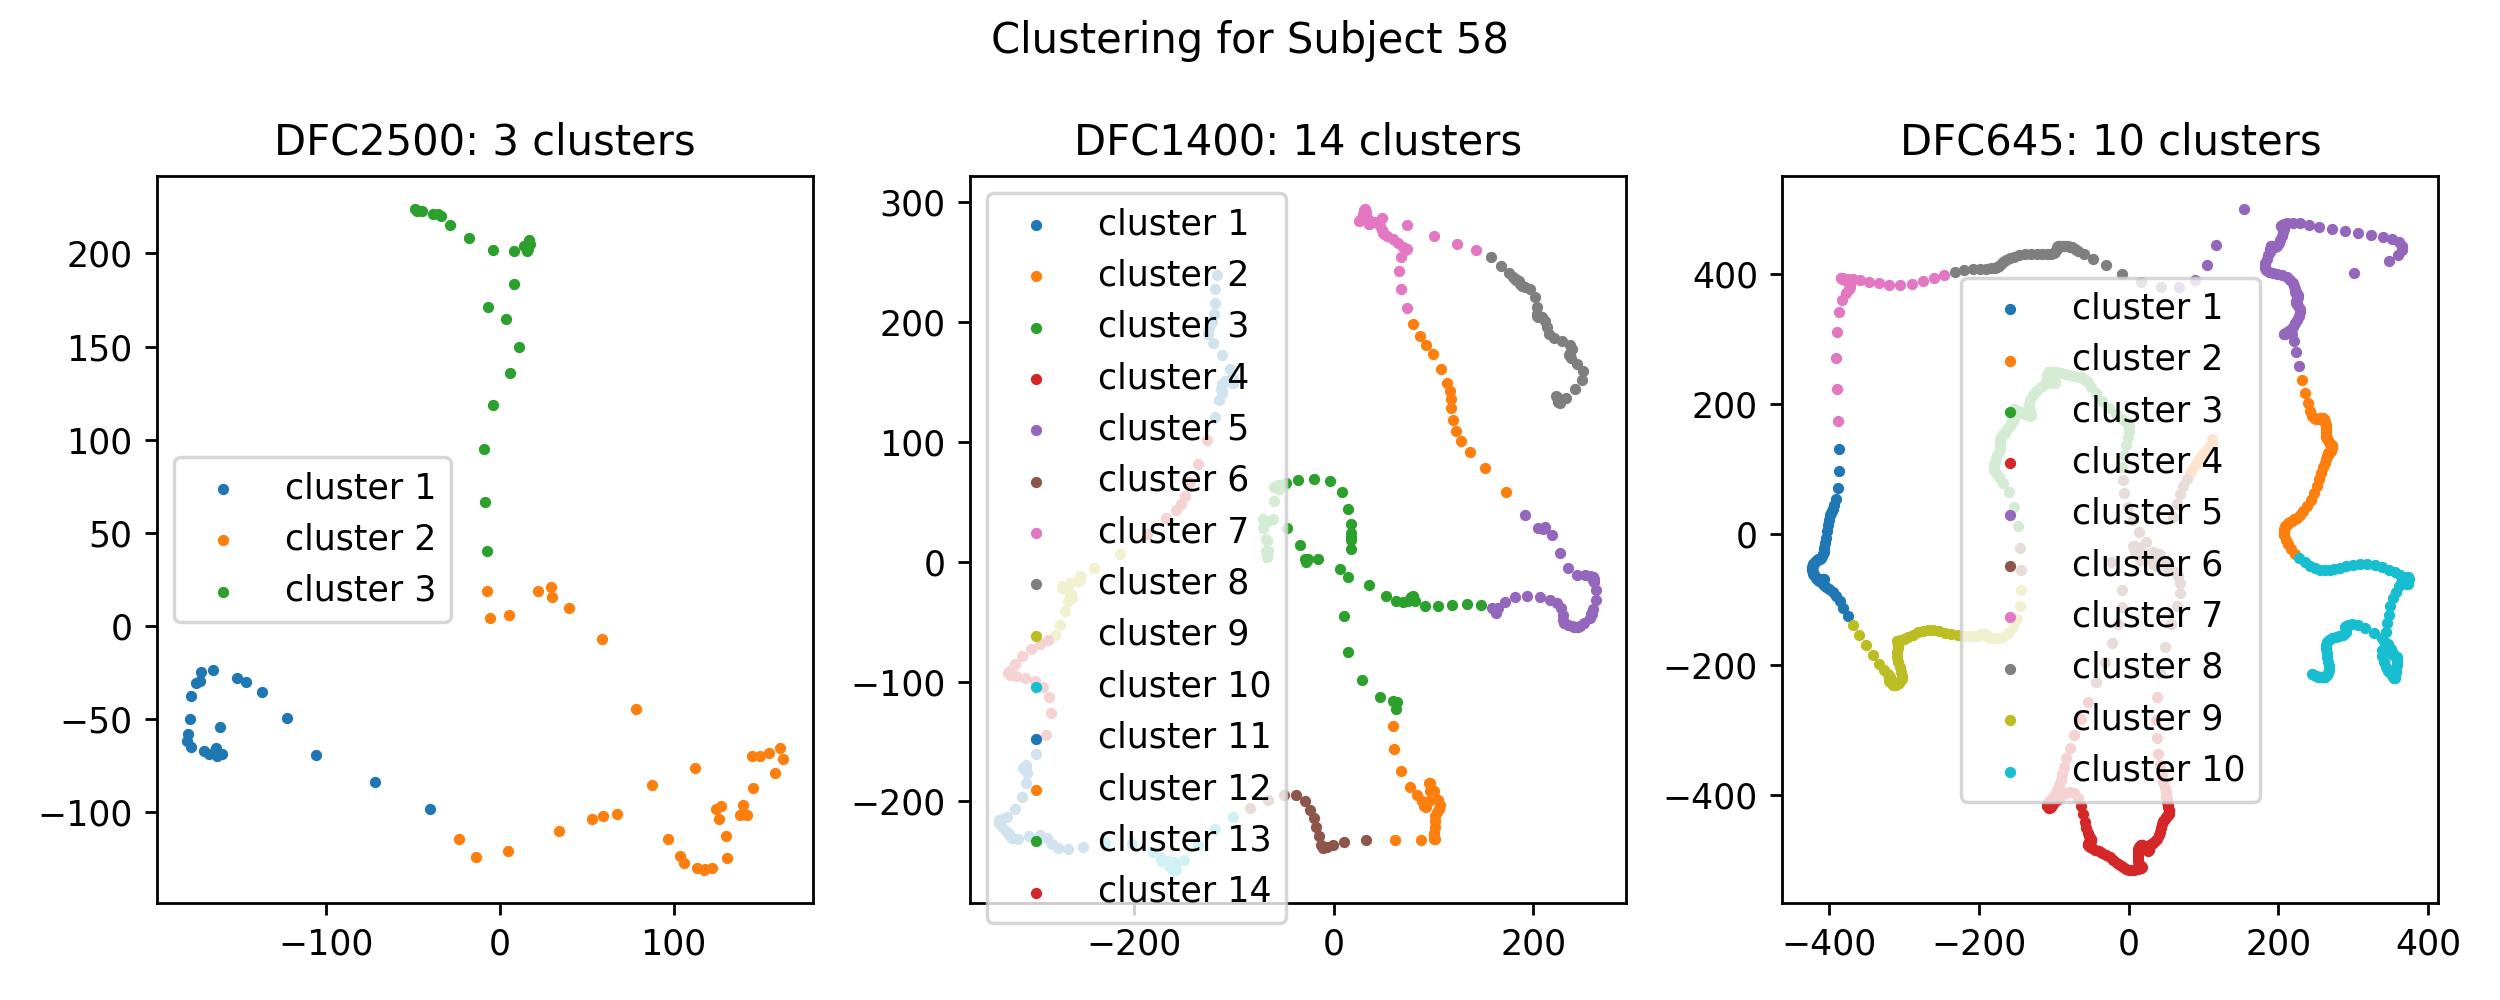 Clustering for Subject 58
DFC2500: 3 clusters
200
150
100
50
0
−50
−100
−100
0
100
cluster 1
cluster 2
cluster 3
DFC1400: 14 clusters
300
200
100
0
−100
−200
−200
0
200
cluster 1
cluster 2
cluster 3
cluster 4
cluster 5
cluster 6
cluster 7
cluster 8
cluster 9
cluster 10
cluster 11
cluster 12
cluster 13
cluster 14
DFC645: 10 clusters
400
200
0
−200
−400
−400
−200
0
200
400
cluster 1
cluster 2
cluster 3
cluster 4
cluster 5
cluster 6
cluster 7
cluster 8
cluster 9
cluster 10